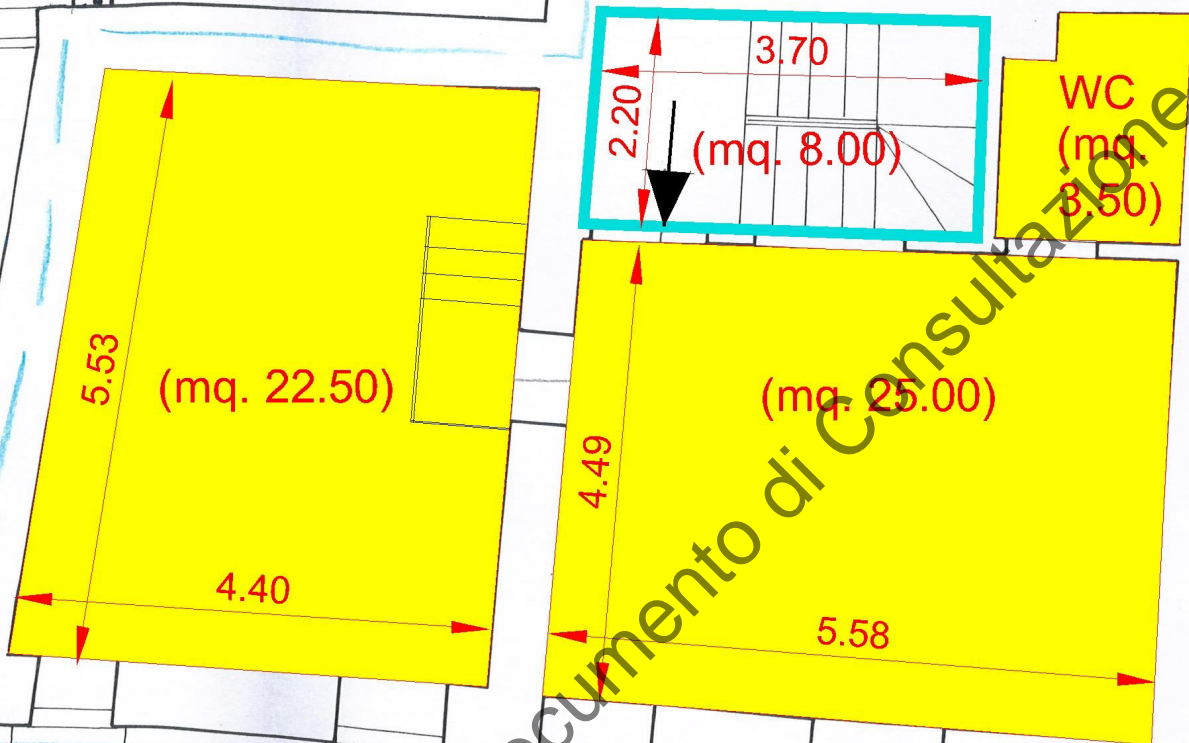 3.70
2.20
(mq. 8.00)
WC
(mq.
3.50)
5.53
(mq. 22.50)
4.40
(mq. 25.00)
4.49
5.58
ocumento di Consultazione